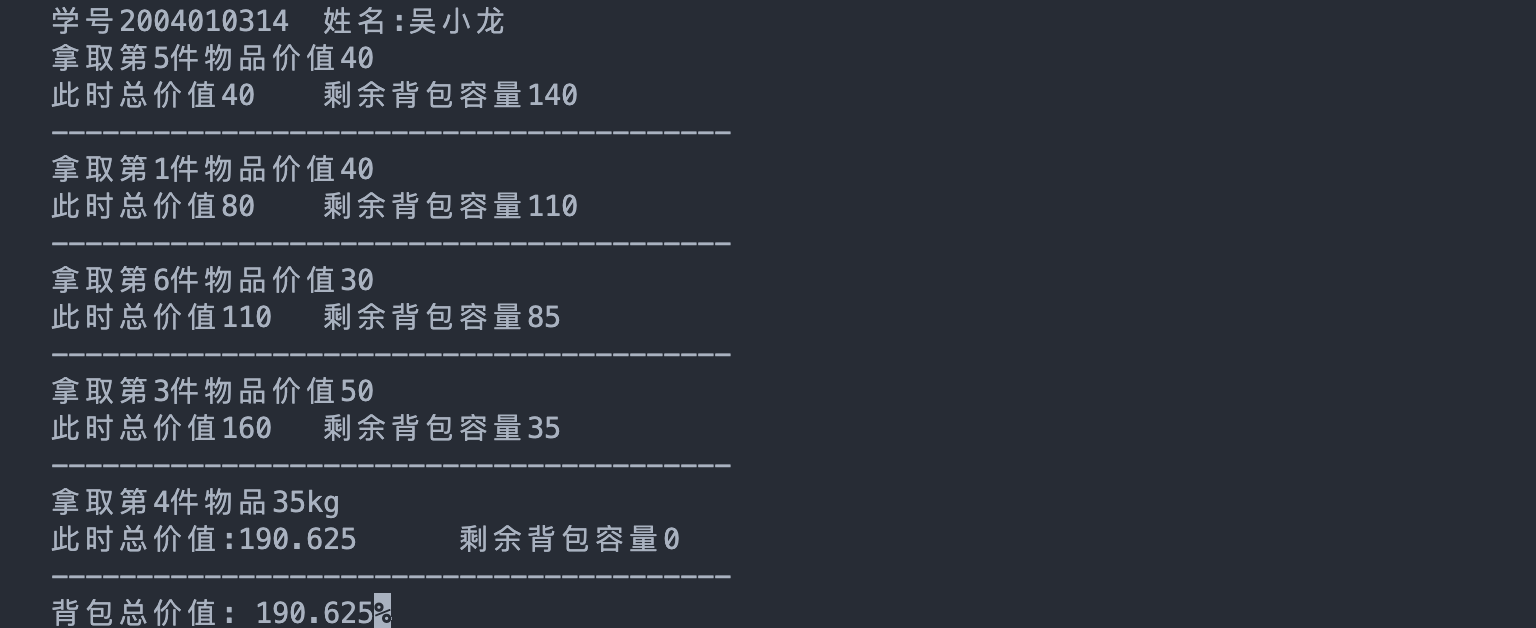 学号2004010314  姓名:吴小龙
拿取第5件物品价值40
此时总价值40    剩余背包容量140
----------------------------------------
拿取第1件物品价值40
此时总价值80    剩余背包容量110
----------------------------------------
拿取第6件物品价值30
此时总价值110   剩余背包容量85
----------------------------------------
拿取第3件物品价值50
此时总价值160   剩余背包容量35
----------------------------------------
拿取第4件物品35kg
此时总价值:190.625      剩余背包容量0
----------------------------------------
背包总价值: 190.625%